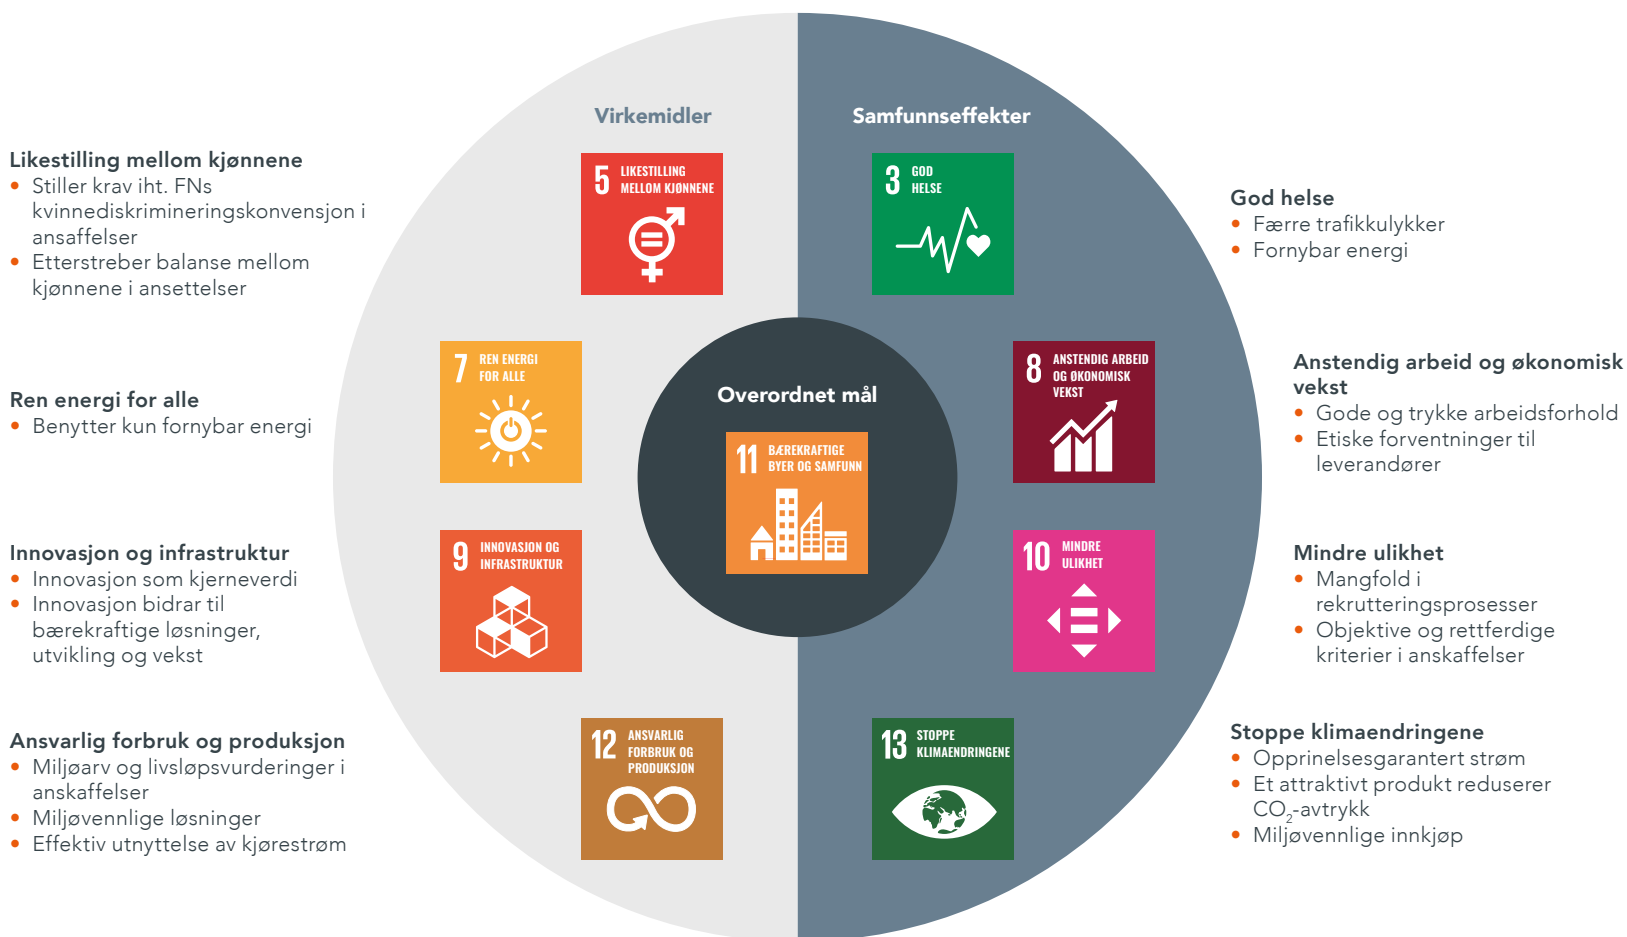 Virkemidler
Samfunnseffekter
Likestilling mellom kjønnene
• Stiller krav iht. FNs
kvinnediskrimineringskonvensjon i
ansaffelser
• Etterstreber balanse mellom
kjønnene i ansettelser
5 LIKESTILLING
MELLOM KJØNNENE
3 GOD
HELSE
God helse
• Færre trafikkulykker
• Fornybar energi
Ren energi for alle
• Benytter kun fornybar energi
7 REN ENERGI
FOR ALLE
Overordnet mål
11 BÆREKRAFTIGE
BYER OG SAMFUNN
8 ANSTENDIG ARBEID
OG ØKONOMISK
VEKST
Anstendig arbeid og økonomisk
vekst
• Gode og trykke arbeidsforhold
• Etiske forventninger til
leverandører
Innovasjon og infrastruktur
• Innovasjon som kjerneverdi
• Innovasjon bidrar til
bærekraftige løsninger,
utvikling og vekst
9 INNOVASJON OG
INFRASTRUKTUR
10 MINDRE
ULIKHET
Mindre ulikhet
• Mangfold i
rekrutteringsprosesser
• Objektive og rettferdige
kriterier i anskaffelser
Ansvarlig forbruk og produksjon
• Miljøarv og livsløpsvurderinger i
anskaffelser
• Miljøvennlige løsninger
• Effektiv utnyttelse av kjørestrøm
12 ANSVARLIG
FORBRUK OG
PRODUKSJON
13 STOPPE
KLIMAENDRINGENE
Stoppe klimaendringene
• Opprinelsesgarantert strøm
• Et attraktivt produkt reduserer
CO₂-avtrykk
• Miljøvennlige innkjøp